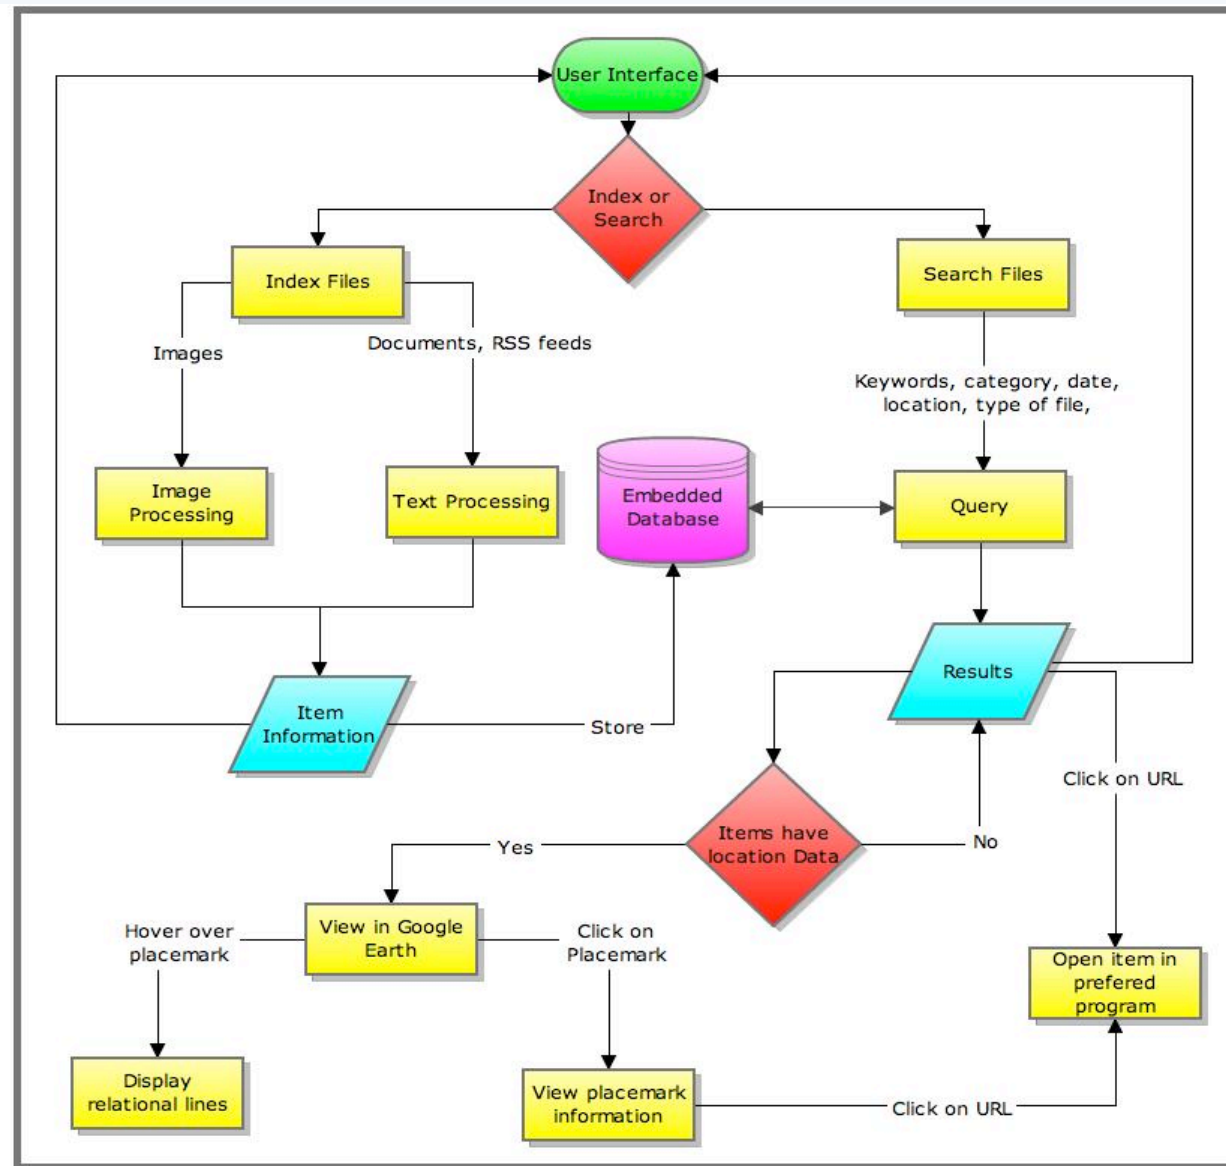 User Interface
Index or
Search
Index Files
Search Files
Images
Documents, RSS feeds
Keywords, category, date,
location, type of file,
Image
Processing
Text Processing
Embedded
Database
Query
Item
Information
Store
Results
Click on URL
Items have
location Data
Yes
No
Hover over
placemark
View in Google
Earth
Click on
Placemark
Open item in
prefered
program
Display
relational lines
View placemark
information
Click on URL